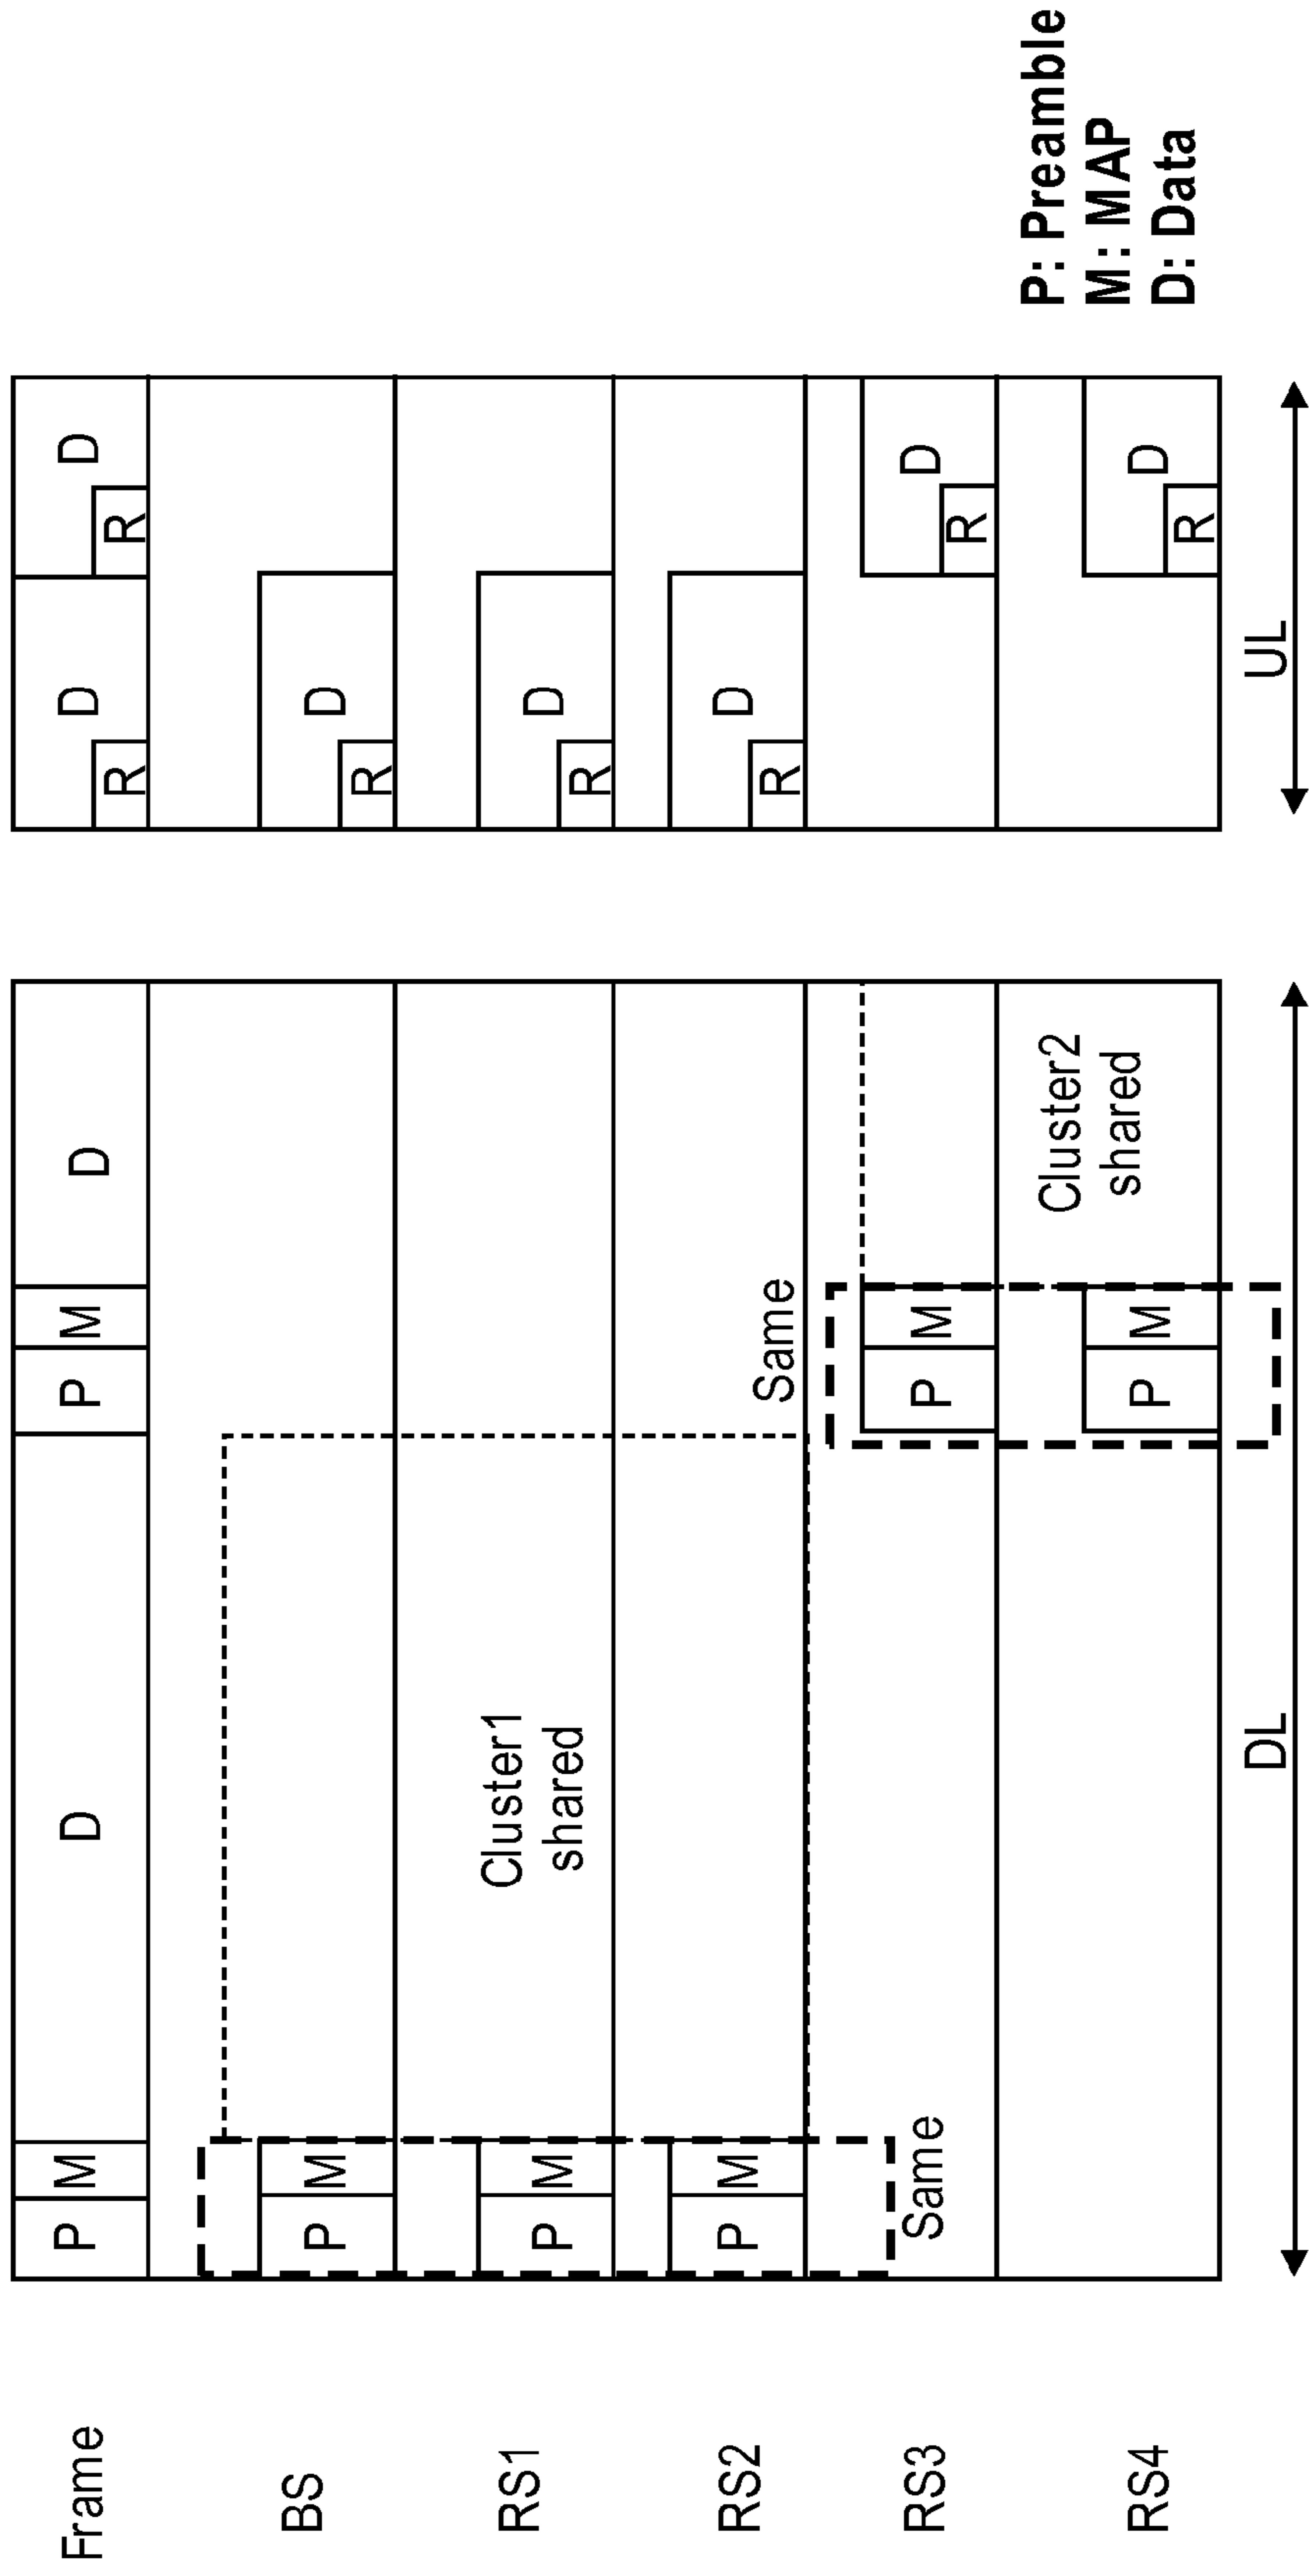 Frame
P
M
D
P
M
D
R
D
R
D
BS
P
M
R
D
RS1
P
M
Cluster1
shared
R
D
RS2
P
M
Same
R
D
RS3
Same
P
M
R
D
RS4
P
M
Cluster2
shared
R
D
DL
UL
P: Preamble
M: MAP
D: Data